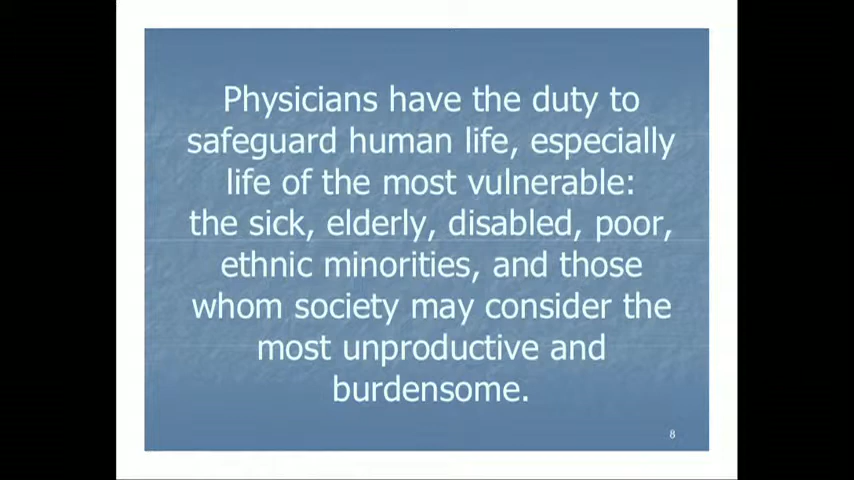 Physicians have the duty to
safeguard human life, especially
life of the most vulnerable:
the sick, elderly, disabled, poor,
ethnic minorities, and those
whom society may consider the
most unproductive and
burdensome.
8